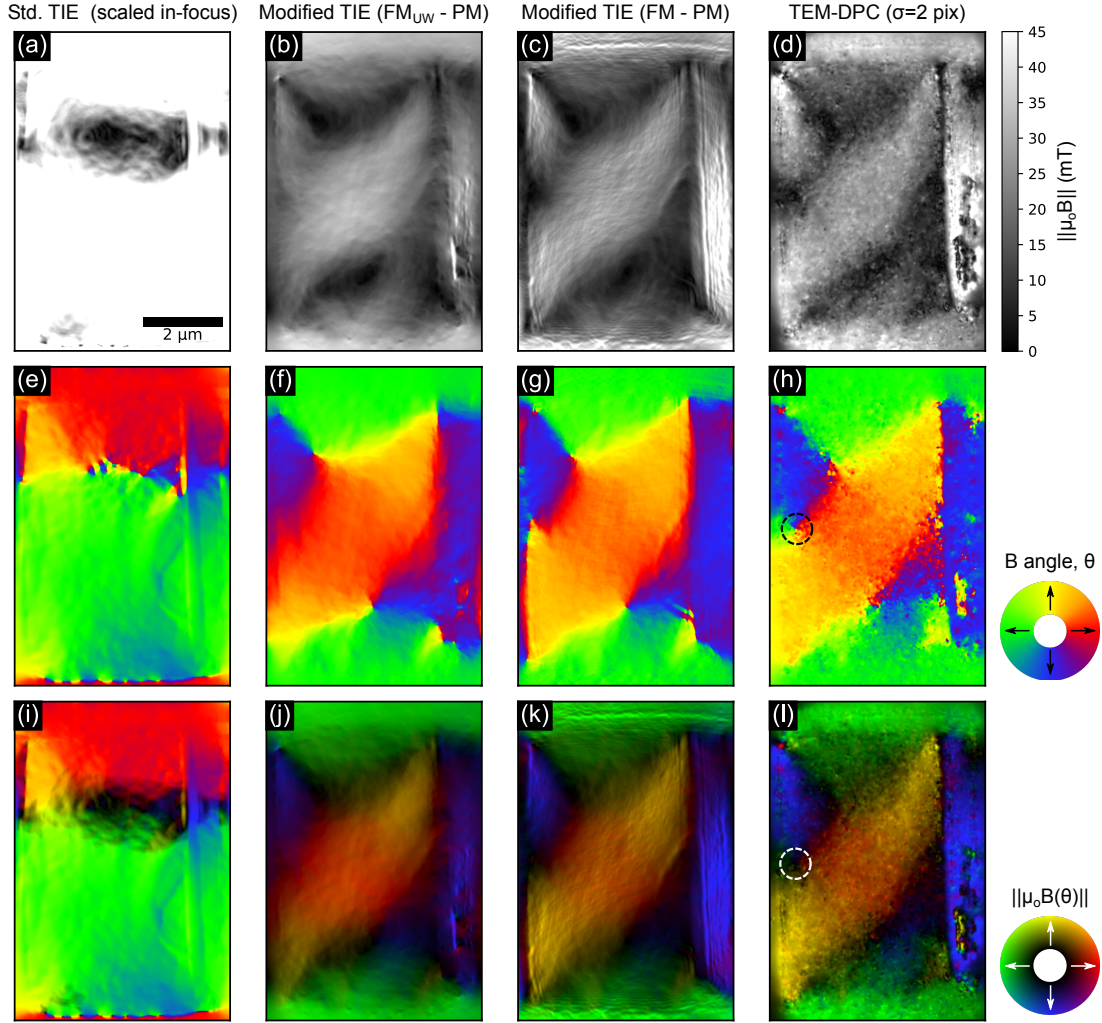 Std. TIE (scaled in-focus) Modified TIE (FM_UW - PM) Modified TIE (FM - PM) TEM-DPC (σ=2 pix)
(a) (b) (c) (d)
45
40
35
30
25
20
15
10
5
0
||μ₀B|| (mT)
2 μm
(e) (f) (g) (h)
B angle, θ
(i) (j) (k) (l)
||μ₀B(θ)||